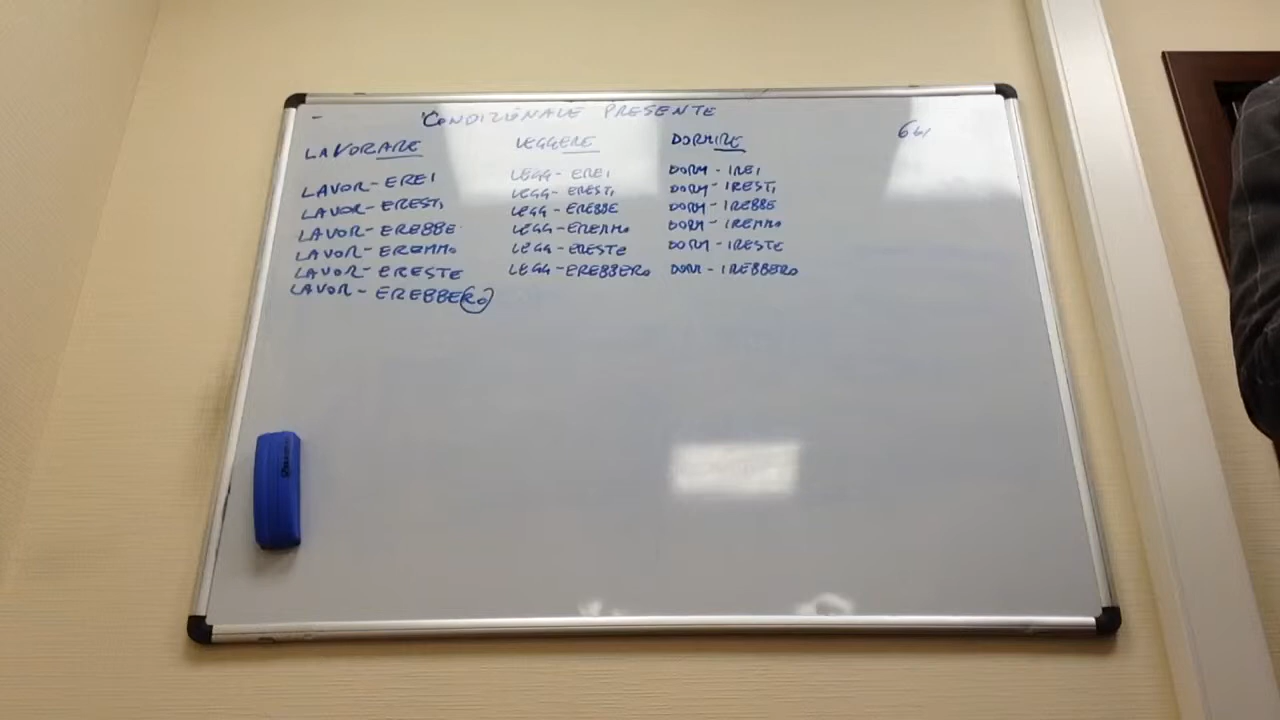 CONDIZIONALE PRESENTE
LAVORARE
LAVOR-EREI
LAVOR-ERESTI
LAVOR-EREBBE
LAVOR-EREMMO
LAVOR-ERESTE
LAVOR-EREBBERO
LEGGERE
LEGG-EREI
LEGG-ERESTI
LEGG-EREBBE
LEGG-EREMMO
LEGG-ERESTE
LEGG-EREBBERO
DORMIRE
DORM-IREI
DORM-IRESTI
DORM-IREBBE
DORM-IREMMO
DORM-IRESTE
DORM-IREBBERO